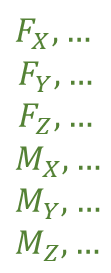 F_X, ...
F_Y, ...
F_Z, ...
M_X, ...
M_Y, ...
M_Z, ...